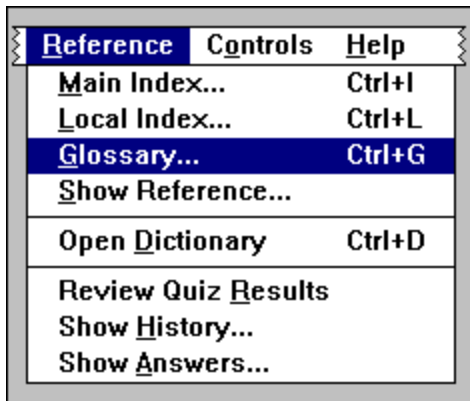 Reference Controls Help
Main Index... Ctrl+I
Local Index... Ctrl+L
Glossary... Ctrl+G
Show Reference...
Open Dictionary Ctrl+D
Review Quiz Results
Show History...
Show Answers...